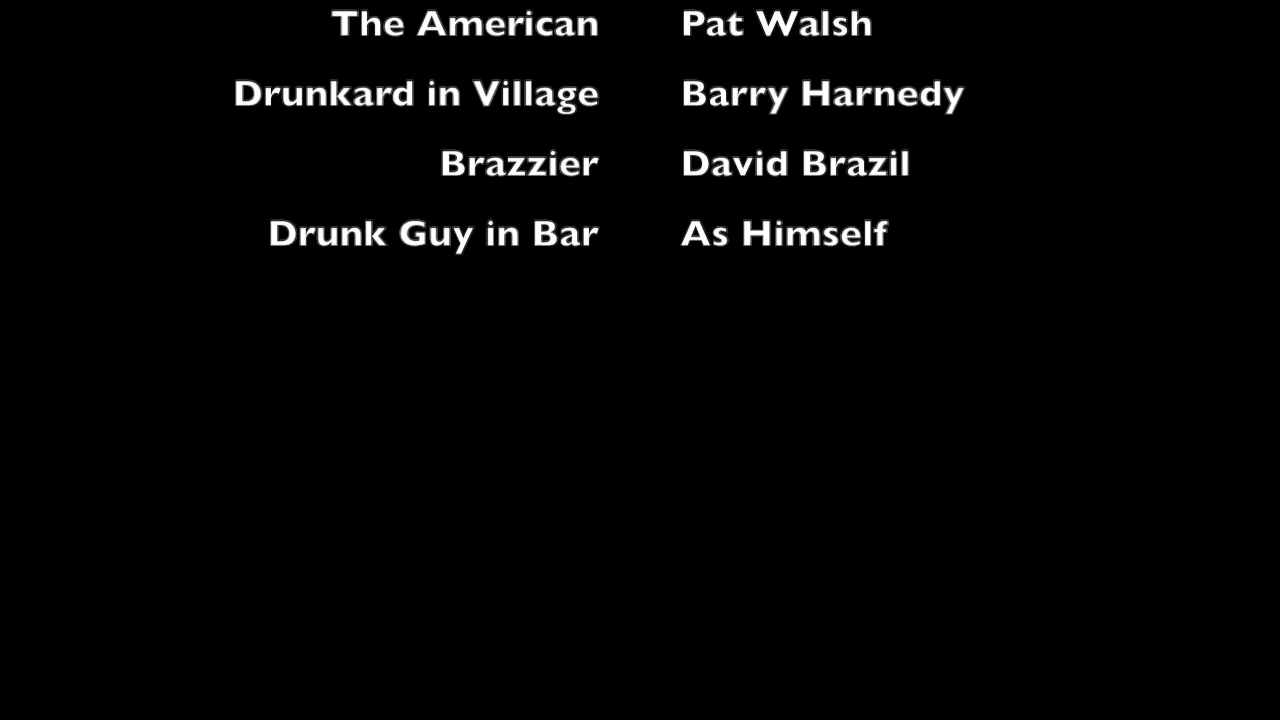 The American Pat Walsh
Drunkard in Village Barry Harnedy
Brazzier David Brazil
Drunk Guy in Bar As Himself